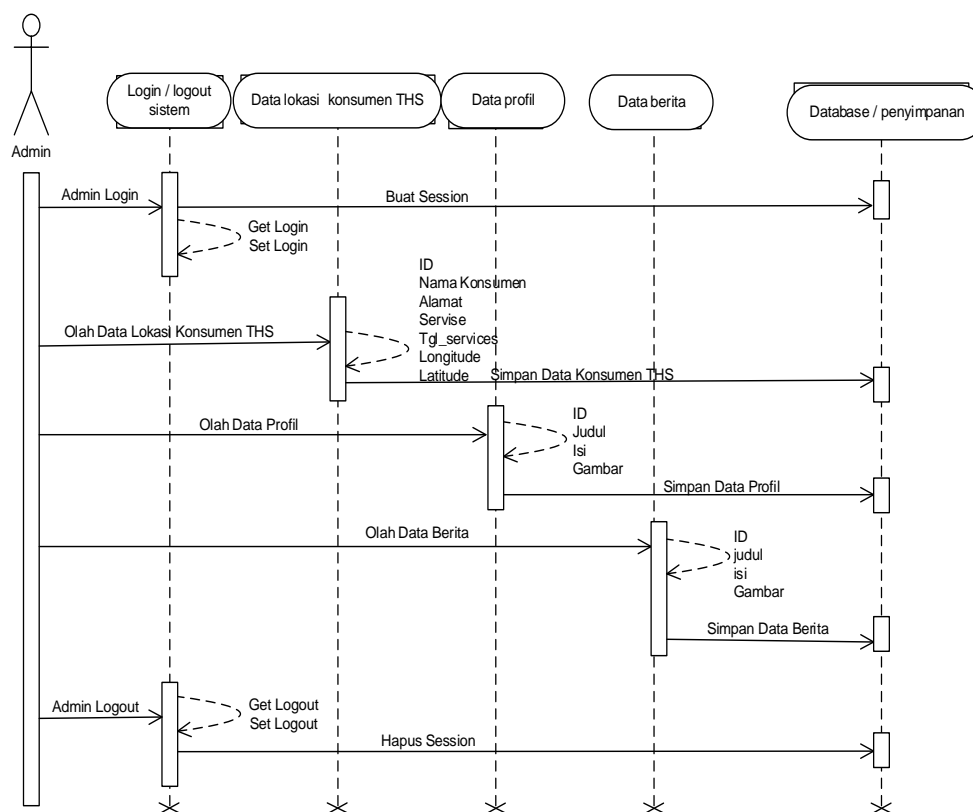 Admin
Login / logout
sistem
Data lokasi konsumen THS
Data profil
Data berita
Database / penyimpanan
Admin Login
Buat Session
Get Login
Set Login
Olah Data Lokasi Konsumen THS
ID
Nama Konsumen
Alamat
Servise
Tgl_services
Longitude
Latitude
Simpan Data Konsumen THS
Olah Data Profil
ID
Judul
Isi
Gambar
Simpan Data Profil
Olah Data Berita
ID
judul
isi
Gambar
Simpan Data Berita
Admin Logout
Get Logout
Set Logout
Hapus Session